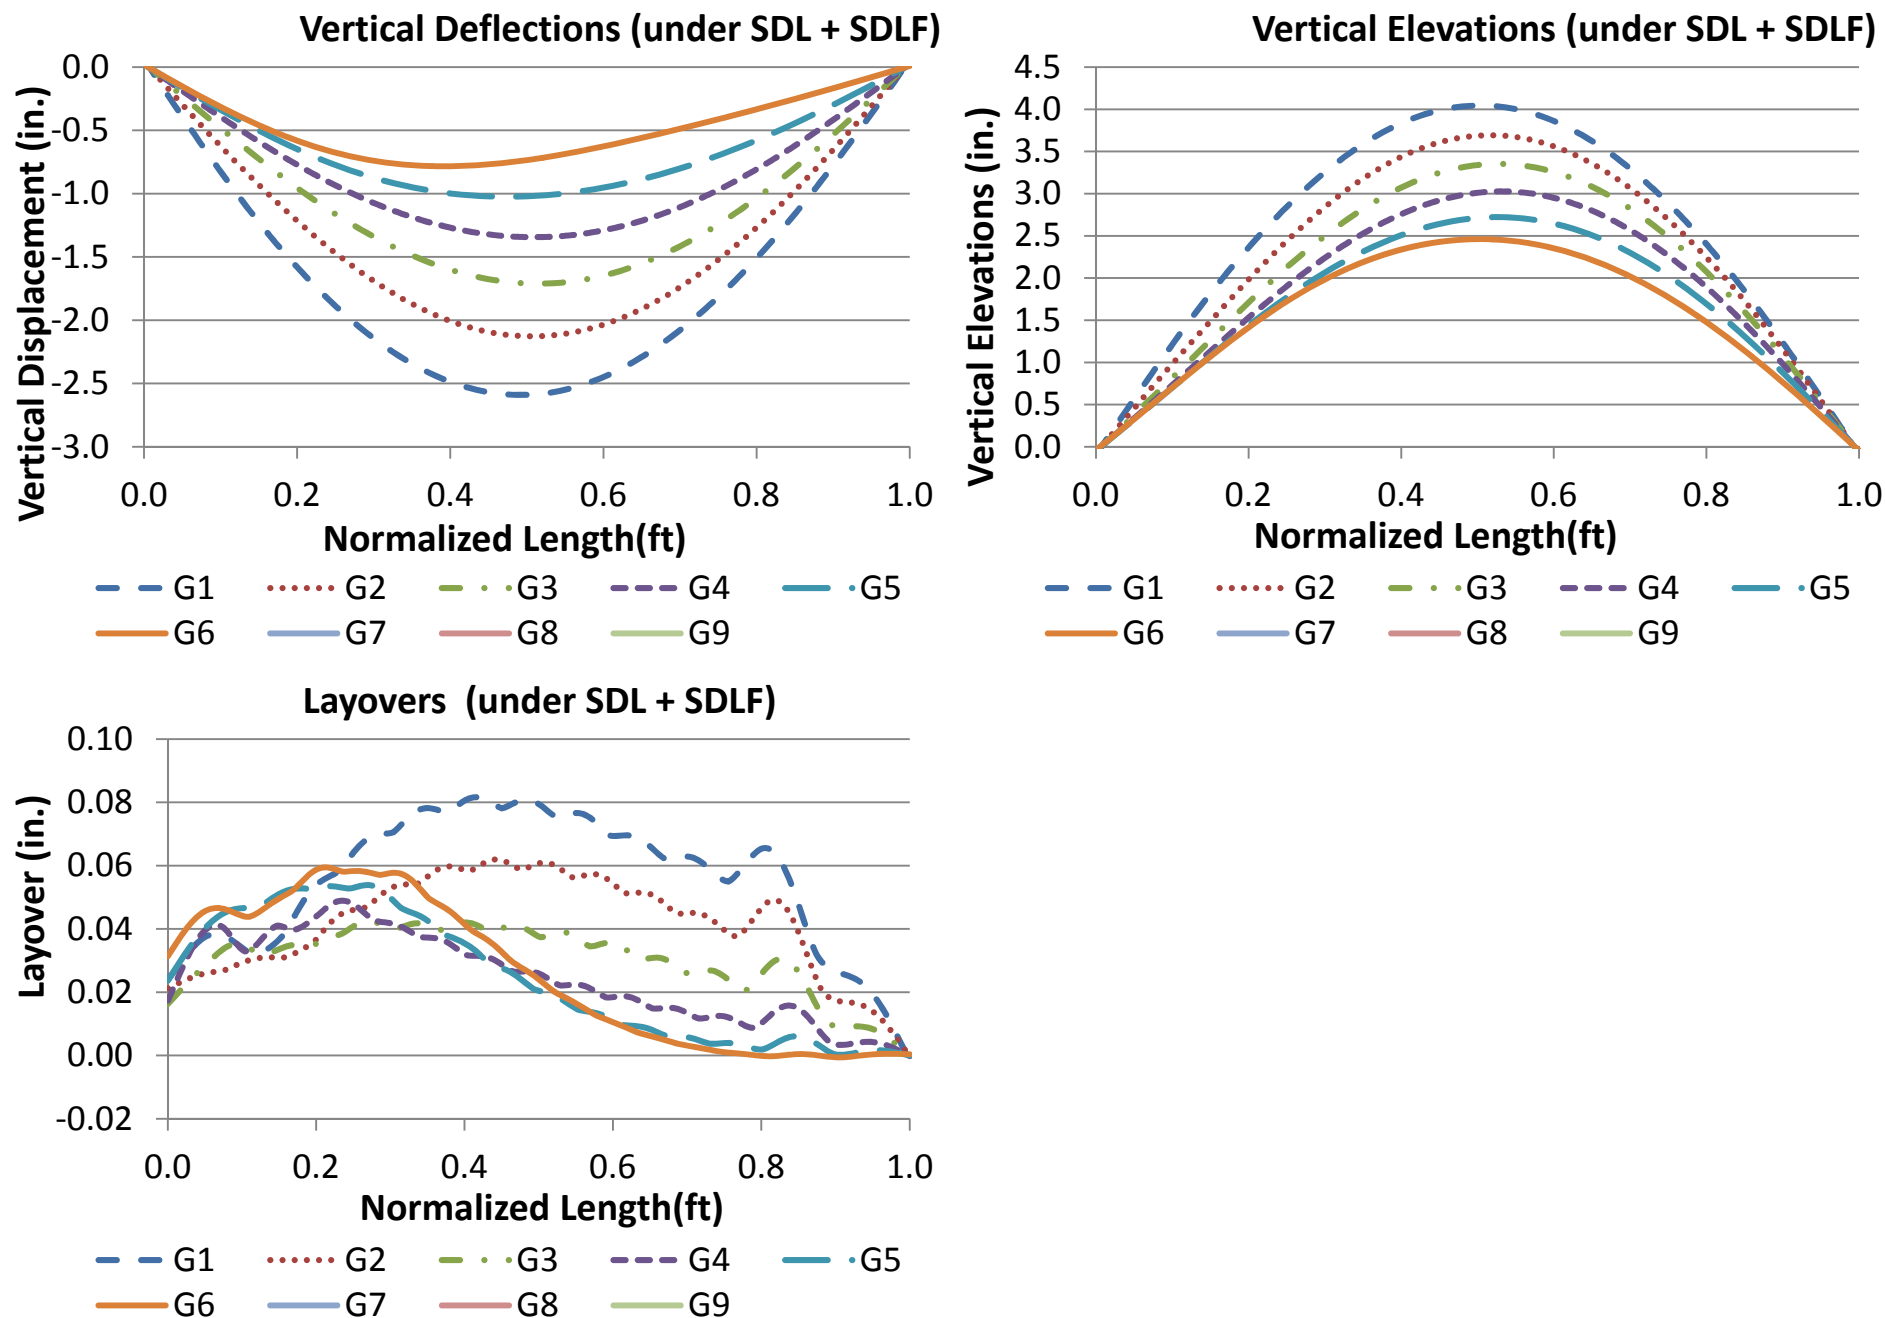 Vertical Deflections (under SDL + SDLF)
Vertical Displacement (in.)
0.0
-0.5
-1.0
-1.5
-2.0
-2.5
-3.0
0.0 0.2 0.4 0.6 0.8 1.0
Normalized Length(ft)
G1 G2 G3 G4 G5
G6 G7 G8 G9
Vertical Elevations (under SDL + SDLF)
Vertical Elevations (in.)
4.5
4.0
3.5
3.0
2.5
2.0
1.5
1.0
0.5
0.0
0.0 0.2 0.4 0.6 0.8 1.0
Normalized Length(ft)
G1 G2 G3 G4 G5
G6 G7 G8 G9
Layovers  (under SDL + SDLF)
Layover (in.)
0.10
0.08
0.06
0.04
0.02
0.00
-0.02
0.0 0.2 0.4 0.6 0.8 1.0
Normalized Length(ft)
G1 G2 G3 G4 G5
G6 G7 G8 G9